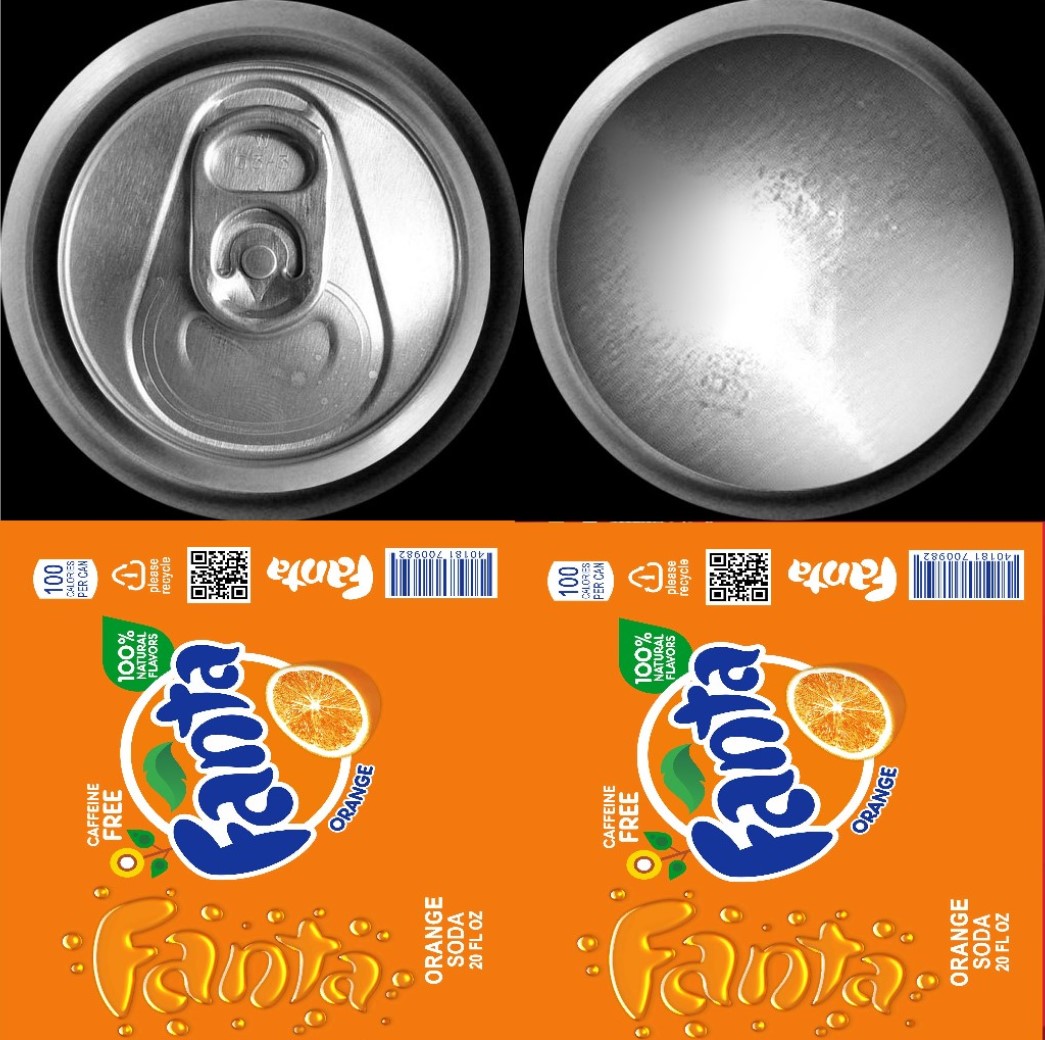 100
CALORIES
PER CAN
please
recycle
Fanta
40181 700982
100%
NATURAL
FLAVORS
Fanta
ORANGE
CAFFEINE
FREE
Fanta
ORANGE
SODA
20 FL OZ
100
CALORIES
PER CAN
please
recycle
Fanta
40181 700982
100%
NATURAL
FLAVORS
Fanta
ORANGE
CAFFEINE
FREE
Fanta
ORANGE
SODA
20 FL OZ